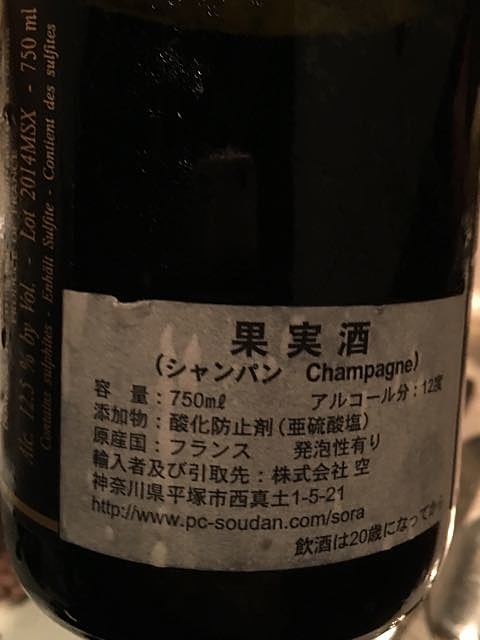 Alc. 12.5 % by Vol. - Lot 2014MSX - 750 ml
Contains sulphites - Enhält Sulfite - Contient des sulfites
果実酒
(シャンパン Champagne)
容 量:750mℓ アルコール分:12度
添加物:酸化防止剤(亜硫酸塩)
原産国:フランス 発泡性有り
輸入者及び引取先:株式会社 空
神奈川県平塚市西真土1-5-21
http://www.pc-soudan.com/sora
飲酒は20歳になってから